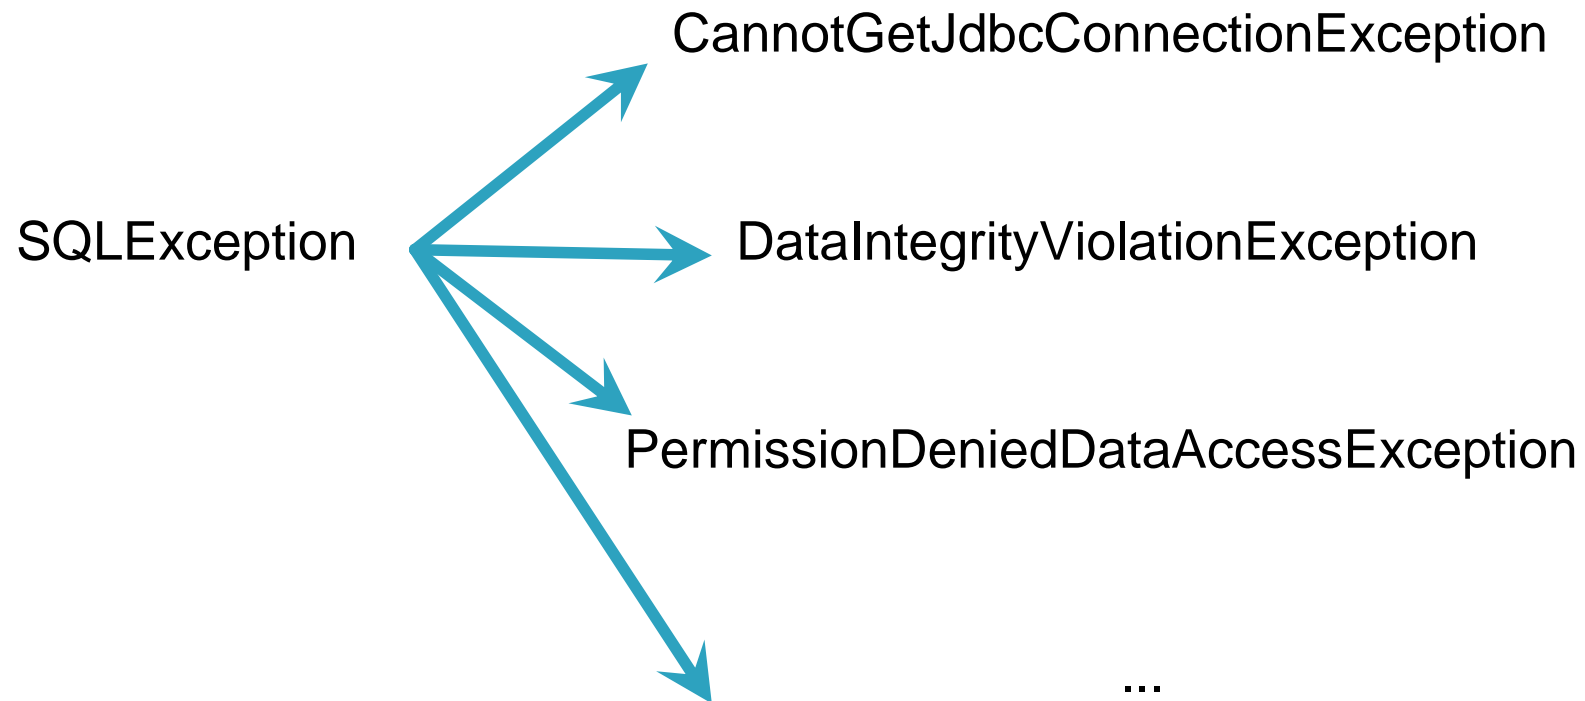 CannotGetJdbcConnectionException
SQLException
DataIntegrityViolationException
PermissionDeniedDataAccessException
...